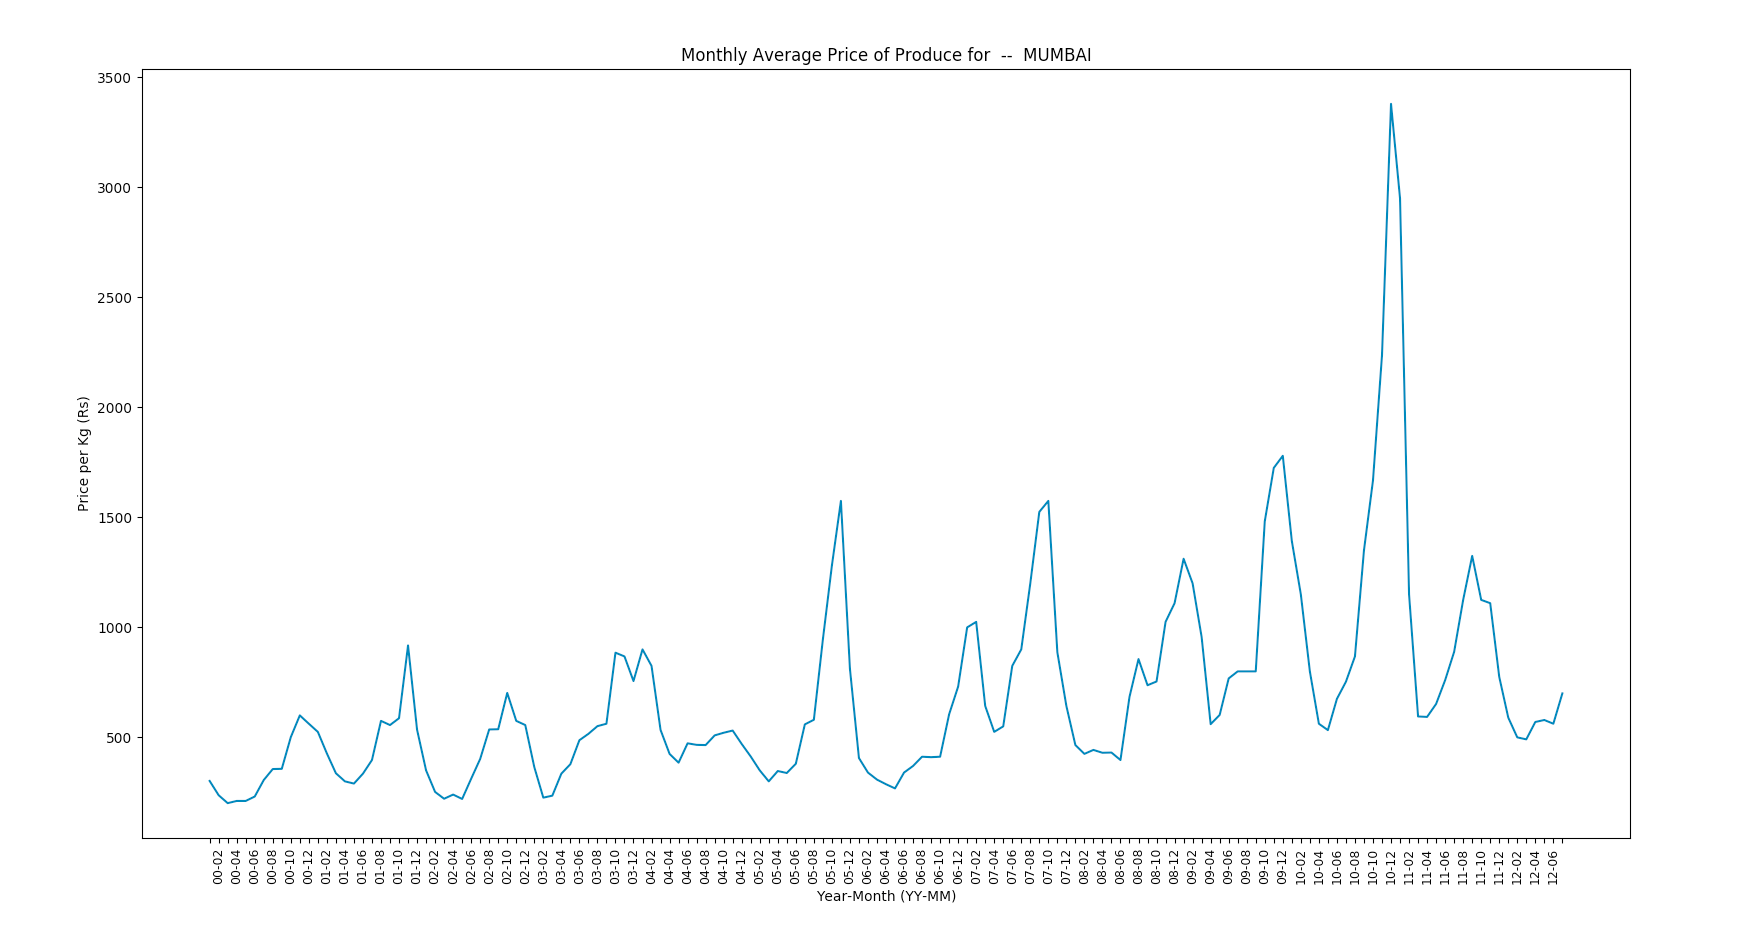 Monthly Average Price of Produce for  --  MUMBAI
3500
3000
2500
2000
1500
1000
500
Price per Kg (Rs)
00-02 00-04 00-06 00-08 00-10 00-12 01-02 01-04 01-06 01-08 01-10 01-12 02-02 02-04 02-06 02-08 02-10 02-12 03-02 03-04 03-06 03-08 03-10 03-12 04-02 04-04 04-06 04-08 04-10 04-12 05-02 05-04 05-06 05-08 05-10 05-12 06-02 06-04 06-06 06-08 06-10 06-12 07-02 07-04 07-06 07-08 07-10 07-12 08-02 08-04 08-06 08-08 08-10 08-12 09-02 09-04 09-06 09-08 09-10 09-12 10-02 10-04 10-06 10-08 10-10 10-12 11-02 11-04 11-06 11-08 11-10 11-12 12-02 12-04 12-06
Year-Month (YY-MM)